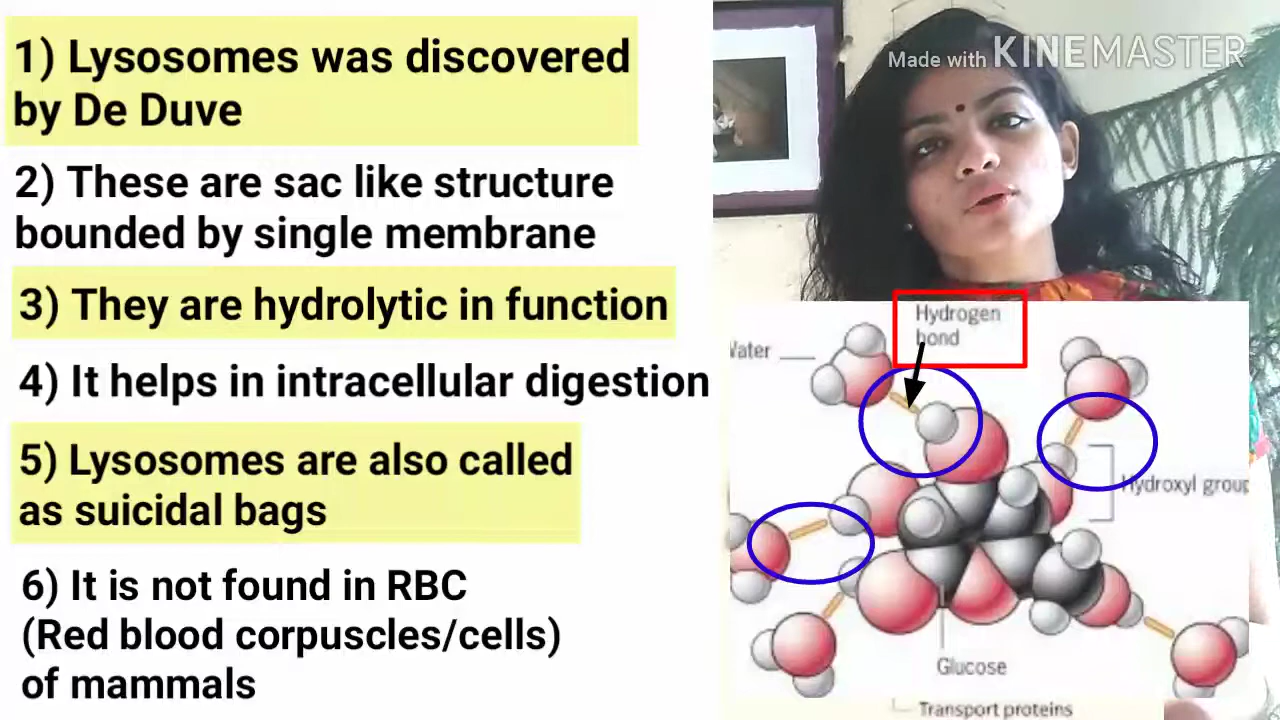 1) Lysosomes was discovered
by De Duve
2) These are sac like structure
bounded by single membrane
3) They are hydrolytic in function
4) It helps in intracellular digestion
5) Lysosomes are also called
as suicidal bags
6) It is not found in RBC
(Red blood corpuscles/cells)
of mammals
Made with KINEMASTER
Hydrogen
bond
Water
Hydroxyl group
Glucose
Transport proteins